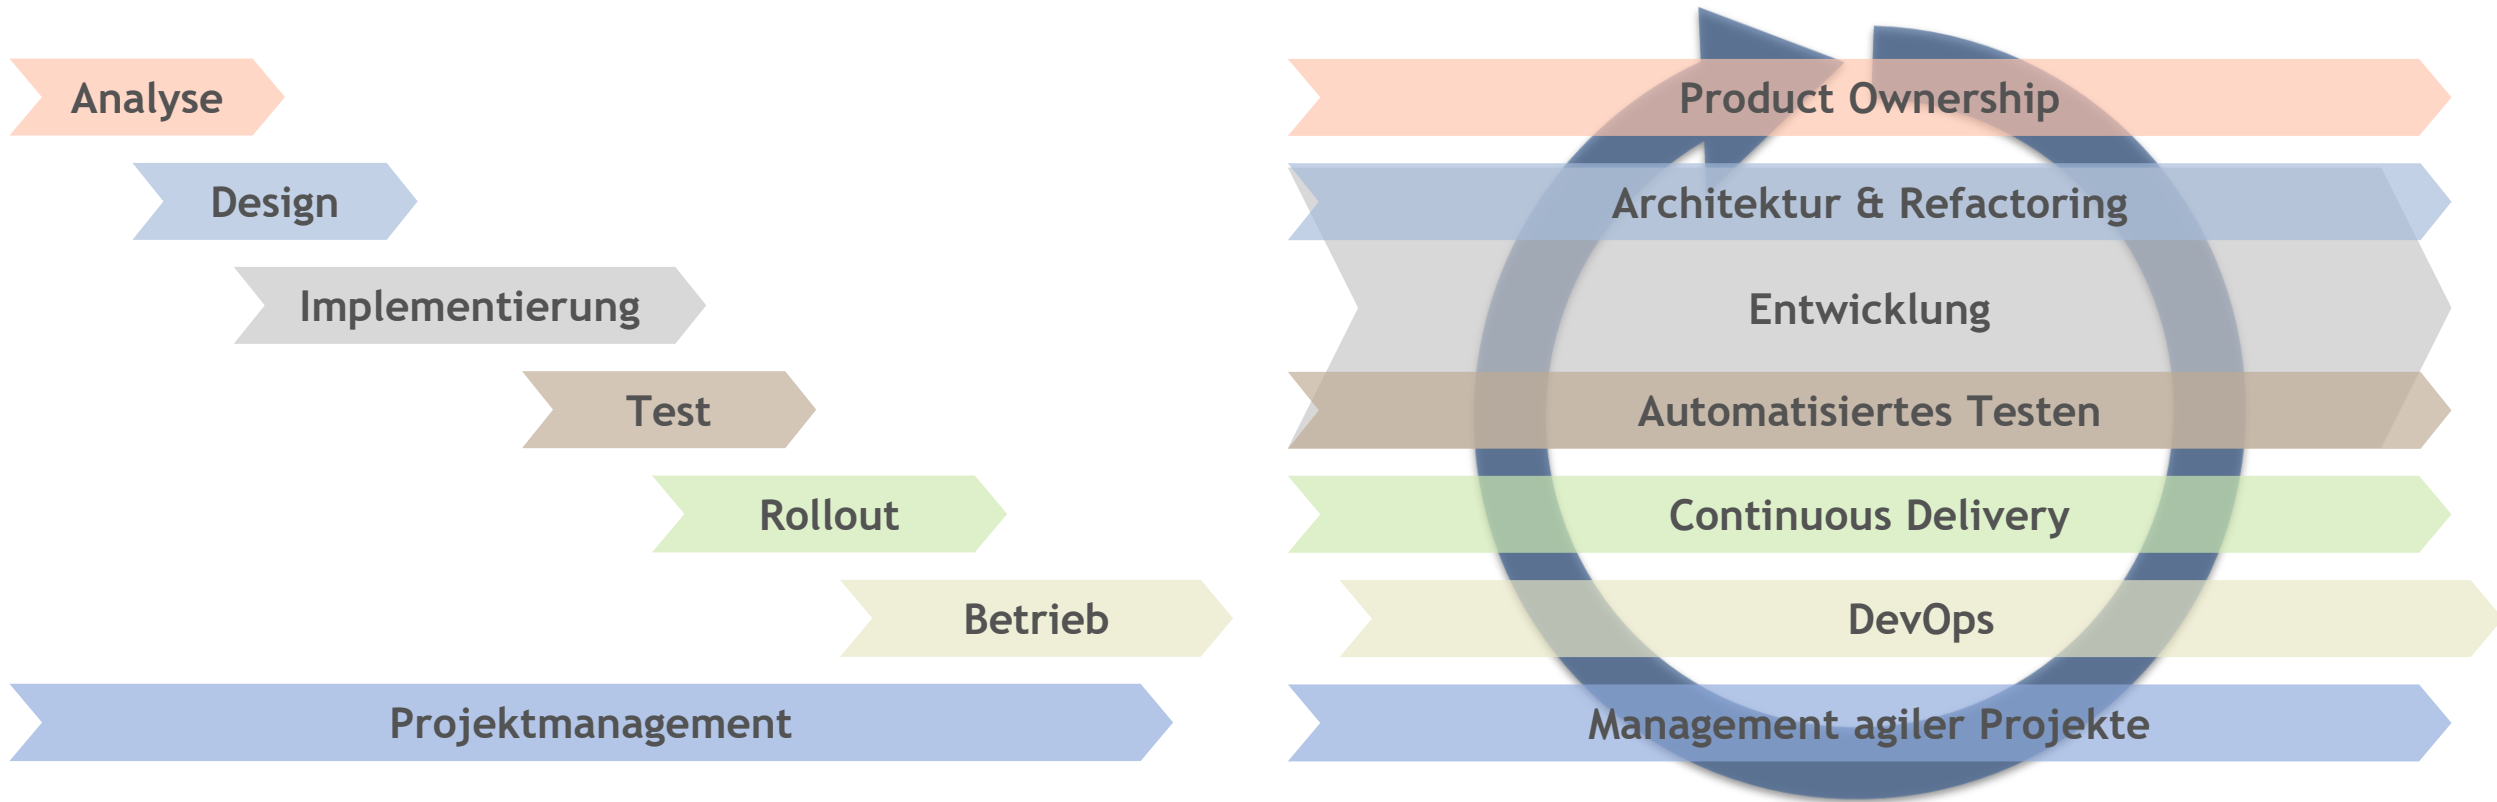 Analyse
Design
Implementierung
Test
Rollout
Betrieb
Projektmanagement
Product Ownership
Architektur & Refactoring
Entwicklung
Automatisiertes Testen
Continuous Delivery
DevOps
Management agiler Projekte